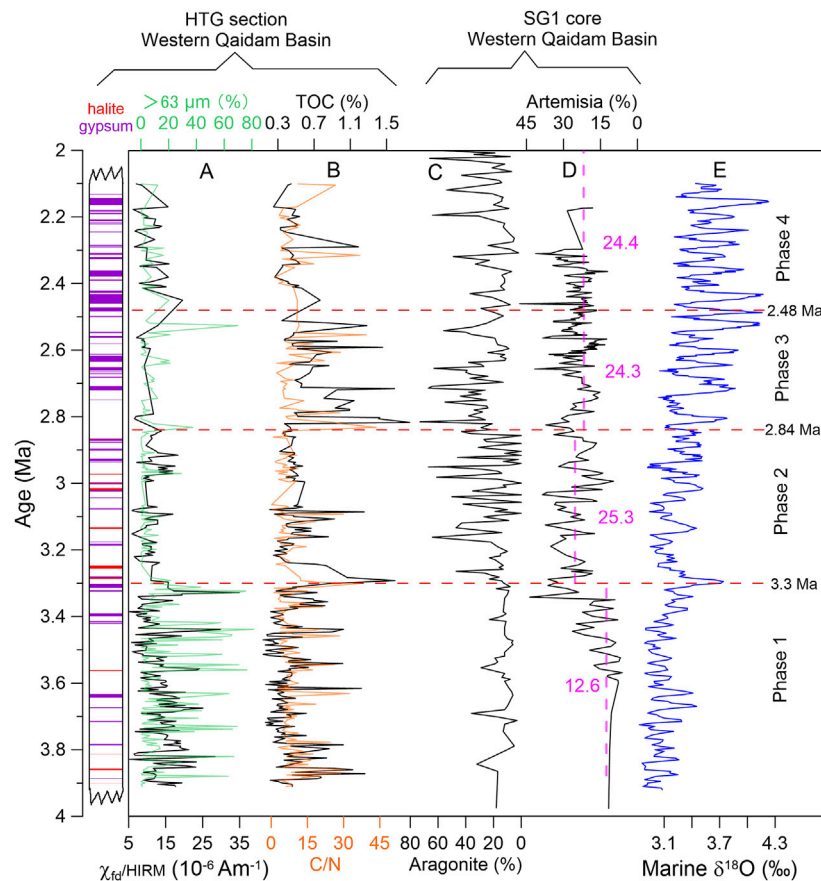 HTG section
Western Qaidam Basin
SG1 core
Western Qaidam Basin
halite
gypsum
>63 μm (%)
0 20 40 60 80
TOC (%)
0.3 0.7 1.1 1.5
Artemisia (%)
45 30 15 0
A B C D E
Age (Ma)
2
2.2
2.4
2.6
2.8
3
3.2
3.4
3.6
3.8
4
24.4
24.3
25.3
12.6
Phase 4
2.48 Ma
Phase 3
2.84 Ma
Phase 2
3.3 Ma
Phase 1
5 15 25 35
χfd/HIRM (10-6 Am-1)
0 15 30 45
C/N
80 60 40 20 0
Aragonite (%)
3.1 3.7 4.3
Marine δ18O (‰)